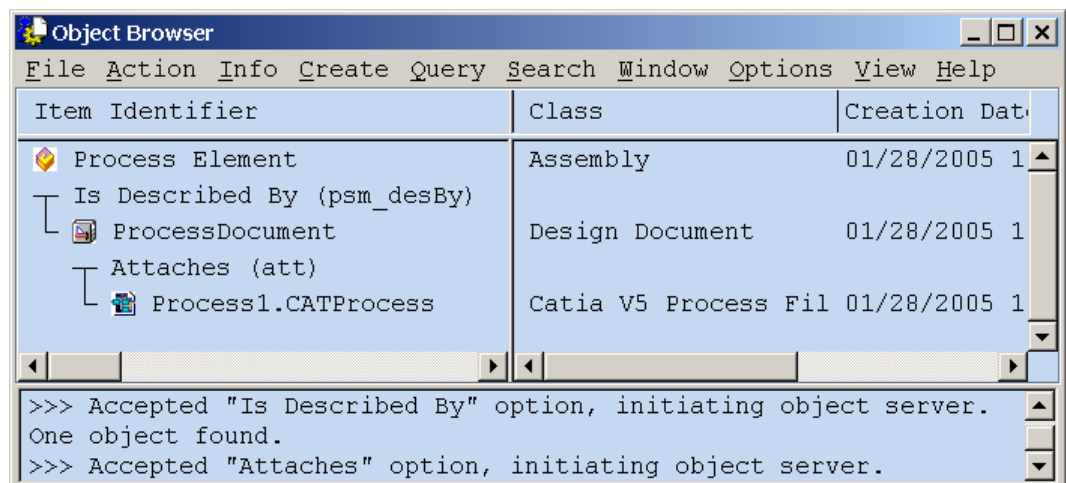 Object Browser
File Action Info Create Query Search Window Options View Help
Item Identifier Class Creation Dat
Process Element Assembly 01/28/2005 1
Is Described By (psm_desBy)
ProcessDocument Design Document 01/28/2005 1
Attaches (att)
Process1.CATProcess Catia V5 Process Fil 01/28/2005 1
>>> Accepted "Is Described By" option, initiating object server.
One object found.
>>> Accepted "Attaches" option, initiating object server.